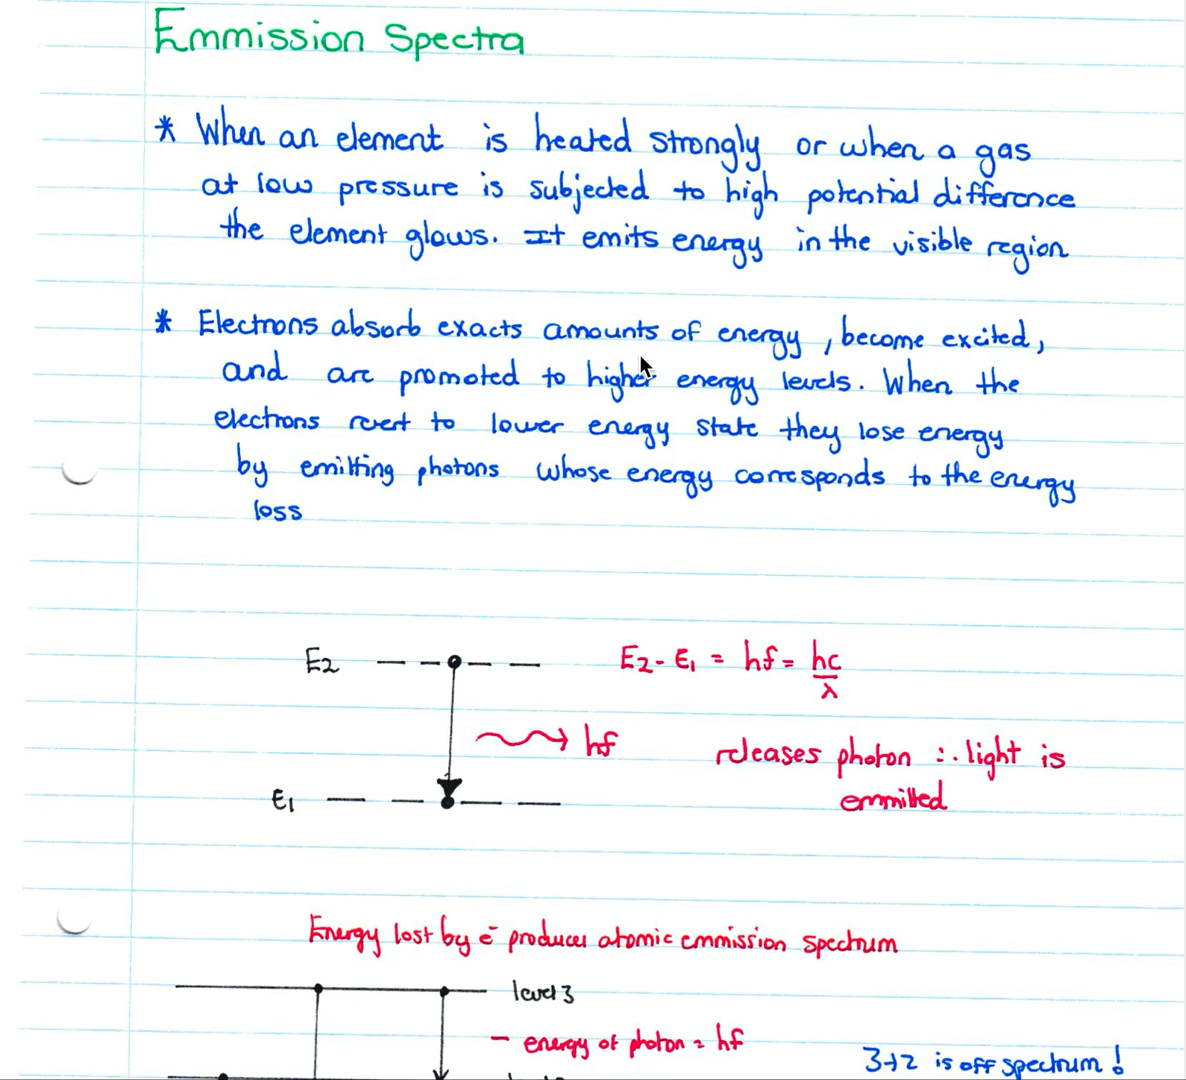 Emmission Spectra
* When an element is heated strongly or when a gas
at low pressure is subjected to high potential difference
the element glows. It emits energy in the visible region
* Electrons absorb exacts amounts of energy, become excited,
and are promoted to higher energy levels. When the
electrons revert to lower energy state they lose energy
by emitting photons whose energy corresponds to the energy
loss
E2
E2 - E1 = hf = hc/λ
hf
releases photon ∴ light is
emmitted
E1
Energy lost by e⁻ produces atomic emmission spectrum
level 3
- energy of photon = hf
3→2 is off spectrum!